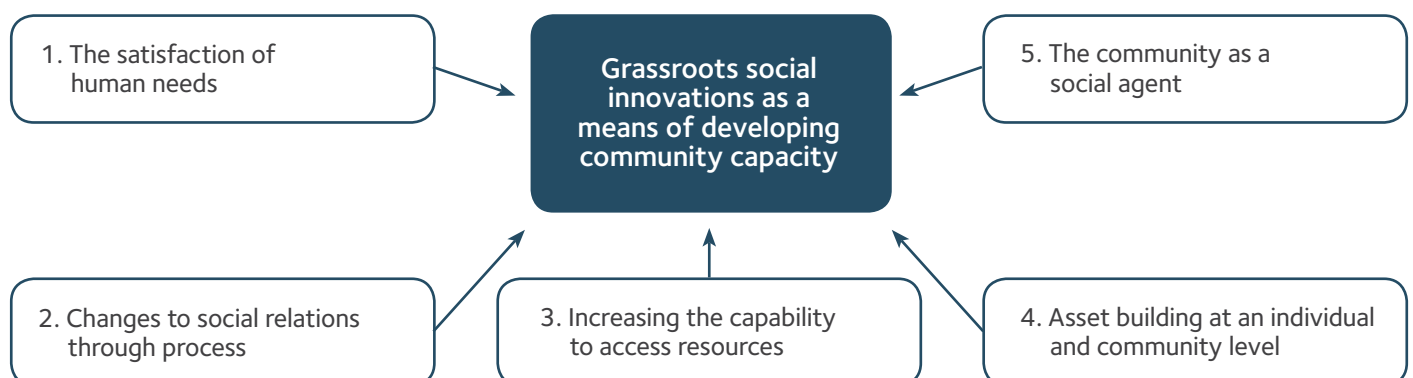 1. The satisfaction of
human needs
Grassroots social
innovations as a
means of developing
community capacity
5. The community as a
social agent
2. Changes to social relations
through process
3. Increasing the capability
to access resources
4. Asset building at an individual
and community level